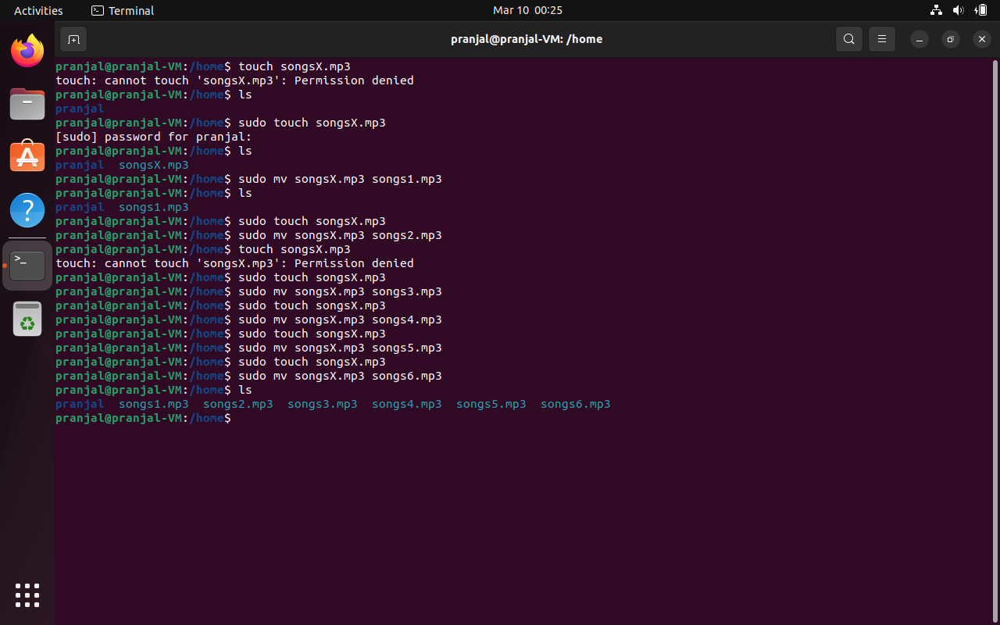 Activities Terminal Mar 10 00:25
pranjal@pranjal-VM: /home
pranjal@pranjal-VM:/home$ touch songsX.mp3
touch: cannot touch 'songsX.mp3': Permission denied
pranjal@pranjal-VM:/home$ ls
pranjal
pranjal@pranjal-VM:/home$ sudo touch songsX.mp3
[sudo] password for pranjal:
pranjal@pranjal-VM:/home$ ls
pranjal  songsX.mp3
pranjal@pranjal-VM:/home$ sudo mv songsX.mp3 songs1.mp3
pranjal@pranjal-VM:/home$ ls
pranjal  songs1.mp3
pranjal@pranjal-VM:/home$ sudo touch songsX.mp3
pranjal@pranjal-VM:/home$ sudo mv songsX.mp3 songs2.mp3
pranjal@pranjal-VM:/home$ touch songsX.mp3
touch: cannot touch 'songsX.mp3': Permission denied
pranjal@pranjal-VM:/home$ sudo touch songsX.mp3
pranjal@pranjal-VM:/home$ sudo mv songsX.mp3 songs3.mp3
pranjal@pranjal-VM:/home$ sudo touch songsX.mp3
pranjal@pranjal-VM:/home$ sudo mv songsX.mp3 songs4.mp3
pranjal@pranjal-VM:/home$ sudo touch songsX.mp3
pranjal@pranjal-VM:/home$ sudo mv songsX.mp3 songs5.mp3
pranjal@pranjal-VM:/home$ sudo touch songsX.mp3
pranjal@pranjal-VM:/home$ sudo mv songsX.mp3 songs6.mp3
pranjal@pranjal-VM:/home$ ls
pranjal  songs1.mp3  songs2.mp3  songs3.mp3  songs4.mp3  songs5.mp3  songs6.mp3
pranjal@pranjal-VM:/home$